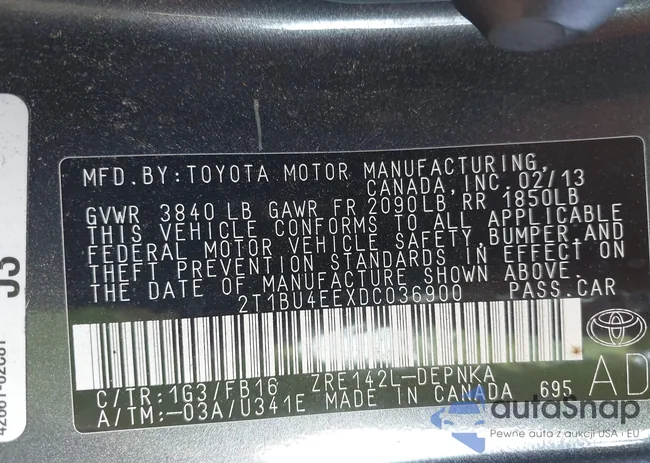 MFD.BY:TOYOTA MOTOR MANUFACTURING,
CANADA,INC. 02/13
GVWR 3840 LB GAWR FR 2090LB RR 1850LB
THIS VEHICLE CONFORMS TO ALL APPLICABLE
FEDERAL MOTOR VEHICLE SAFETY,BUMPER,AND
THEFT PREVENTION STANDARDS IN EFFECT ON
THE DATE OF MANUFACTURE SHOWN ABOVE.
2T1BU4EEXDC036900 PASS.CAR
C/TR:1G3/FB16 ZRE142L-DEPNKA
A/TM:-03A/U341E MADE IN CANADA 695 AD
autaSnap
Pewne auta z aukcji USA i EU